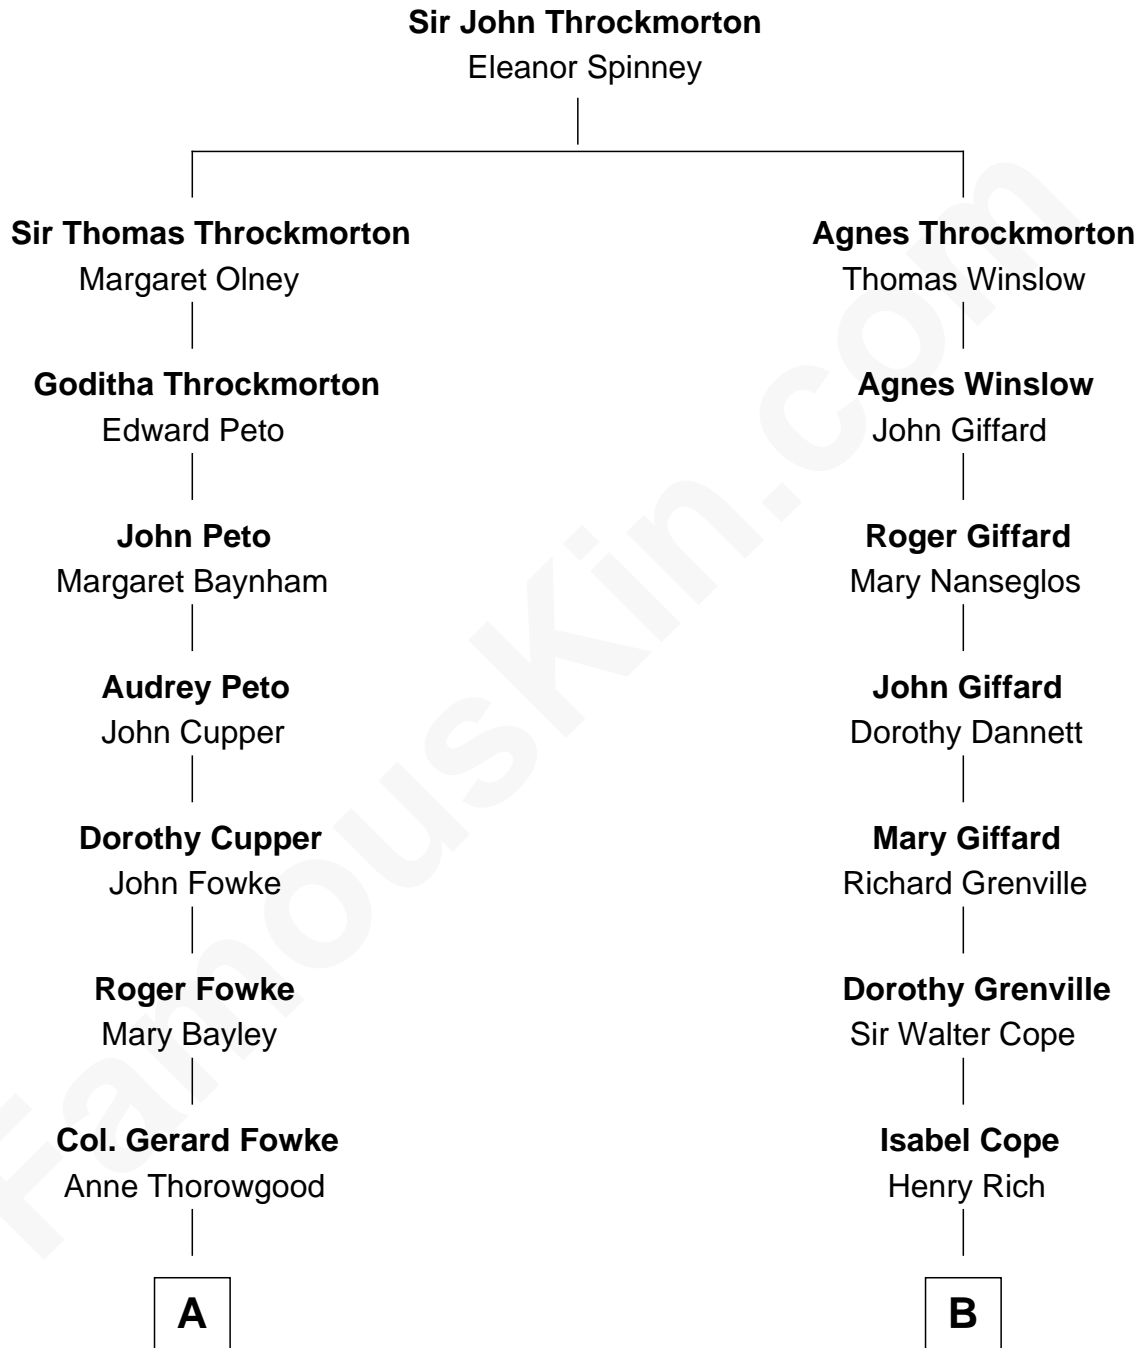 Sir John Throckmorton
Eleanor Spinney
Sir Thomas Throckmorton
Margaret Olney
Goditha Throckmorton
Edward Peto
John Peto
Margaret Baynham
Audrey Peto
John Cupper
Dorothy Cupper
John Fowke
Roger Fowke
Mary Bayley
Col. Gerard Fowke
Anne Thorowgood
A
Agnes Throckmorton
Thomas Winslow
Agnes Winslow
John Giffard
Roger Giffard
Mary Nanseglos
John Giffard
Dorothy Dannett
Mary Giffard
Richard Grenville
Dorothy Grenville
Sir Walter Cope
Isabel Cope
Henry Rich
B
FamousKin.com